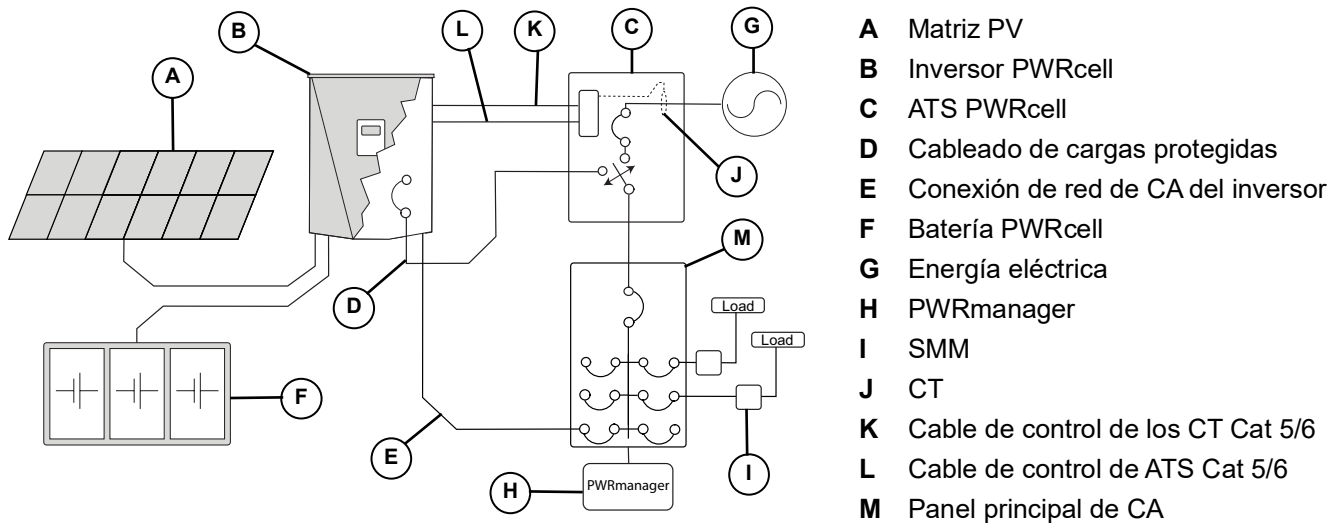 B
L
K
C
G
A
J
M
D
Load
Load
F
E
I
H
PWRmanager
A Matriz PV
B Inversor PWRcell
C ATS PWRcell
D Cableado de cargas protegidas
E Conexión de red de CA del inversor
F Batería PWRcell
G Energía eléctrica
H PWRmanager
I SMM
J CT
K Cable de control de los CT Cat 5/6
L Cable de control de ATS Cat 5/6
M Panel principal de CA